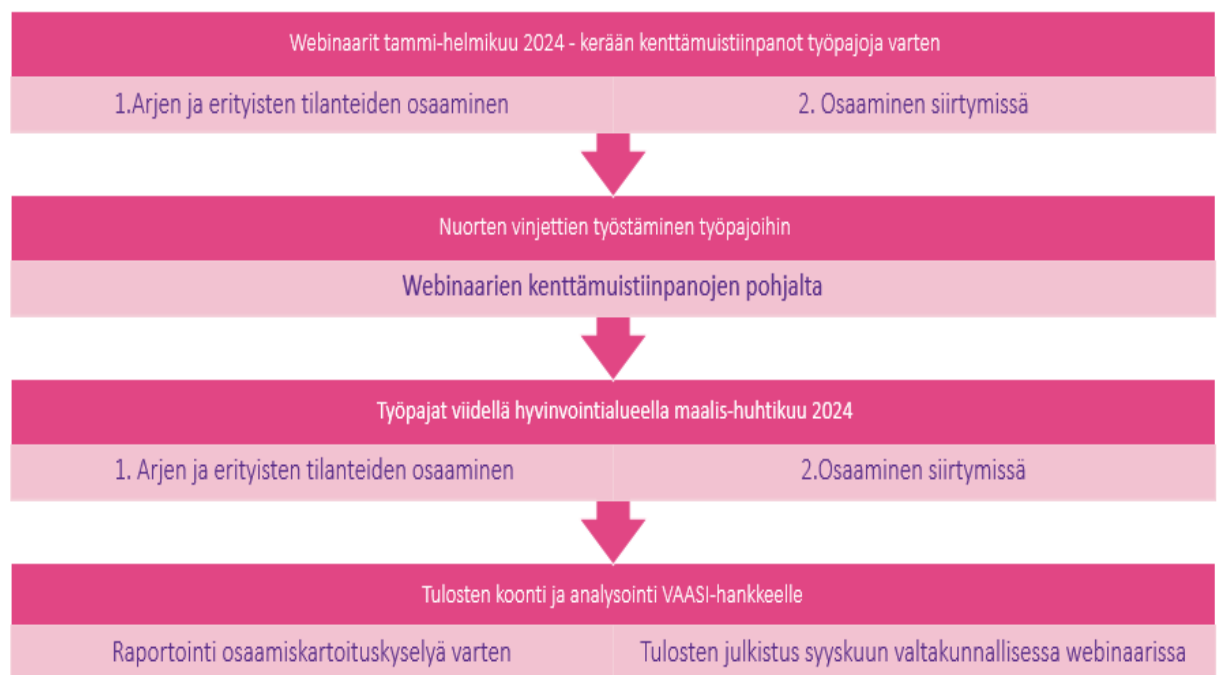 Webinaarit tammi-helmikuu 2024 - kerään kenttämuistiinpanot työpajoja varten
1.Arjen ja erityisten tilanteiden osaaminen
2. Osaaminen siirtymissä
Nuorten vinjettien työstäminen työpajoihin
Webinaarien kenttämuistiinpanojen pohjalta
Työpajat viidellä hyvinvointialueella maalis-huhtikuu 2024
1. Arjen ja erityisten tilanteiden osaaminen
2.Osaaminen siirtymissä
Tulosten koonti ja analysointi VAASI-hankkeelle
Raportointi osaamiskartoituskyselyä varten
Tulosten julkistus syyskuun valtakunnallisessa webinaarissa